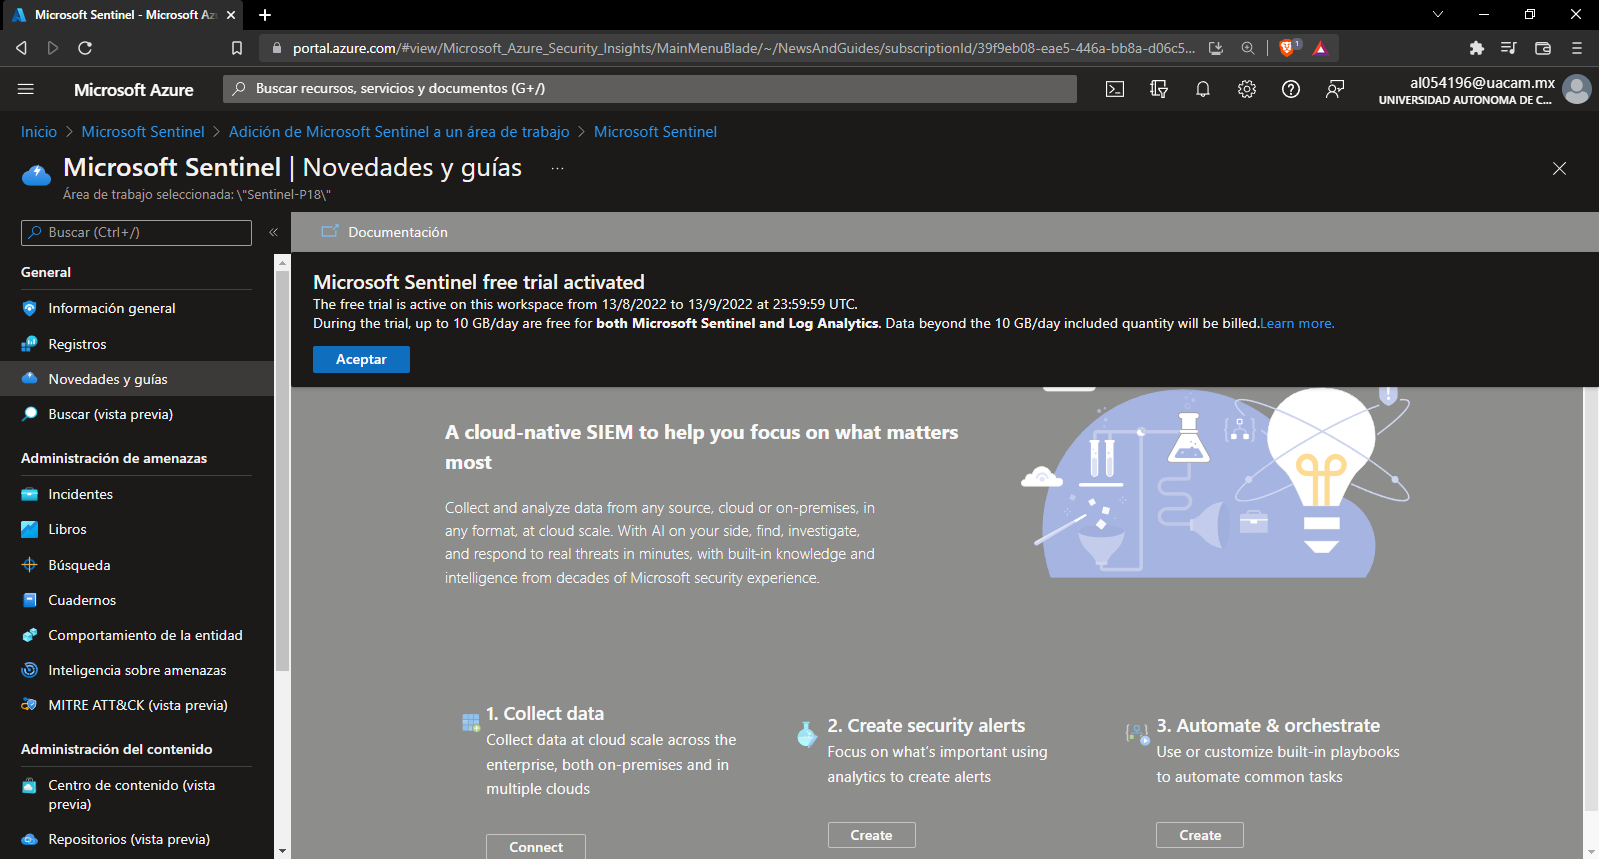 Microsoft Sentinel - Microsoft Az
portal.azure.com/#view/Microsoft_Azure_Security_Insights/MainMenuBlade/~/NewsAndGuides/subscriptionId/39f9eb08-eae5-446a-bb8a-d06c5...
1
Microsoft Azure
Buscar recursos, servicios y documentos (G+/)
al054196@uacam.mx
UNIVERSIDAD AUTONOMA DE C...
Inicio > Microsoft Sentinel > Adición de Microsoft Sentinel a un área de trabajo > Microsoft Sentinel
Microsoft Sentinel | Novedades y guías ...
Área de trabajo seleccionada: \"Sentinel-P18\"
Buscar (Ctrl+/)
«
Documentación
General
Información general
Registros
Novedades y guías
Buscar (vista previa)
Administración de amenazas
Incidentes
Libros
Búsqueda
Cuadernos
Comportamiento de la entidad
Inteligencia sobre amenazas
MITRE ATT&CK (vista previa)
Administración del contenido
Centro de contenido (vista
previa)
Repositorios (vista previa)
Microsoft Sentinel free trial activated
The free trial is active on this workspace from 13/8/2022 to 13/9/2022 at 23:59:59 UTC.
During the trial, up to 10 GB/day are free for both Microsoft Sentinel and Log Analytics. Data beyond the 10 GB/day included quantity will be billed.Learn more.
Aceptar
A cloud-native SIEM to help you focus on what matters
most
Collect and analyze data from any source, cloud or on-premises, in
any format, at cloud scale. With AI on your side, find, investigate,
and respond to real threats in minutes, with built-in knowledge and
intelligence from decades of Microsoft security experience.
1. Collect data
Collect data at cloud scale across the
enterprise, both on-premises and in
multiple clouds
Connect
2. Create security alerts
Focus on what's important using
analytics to create alerts
Create
3. Automate & orchestrate
Use or customize built-in playbooks
to automate common tasks
Create